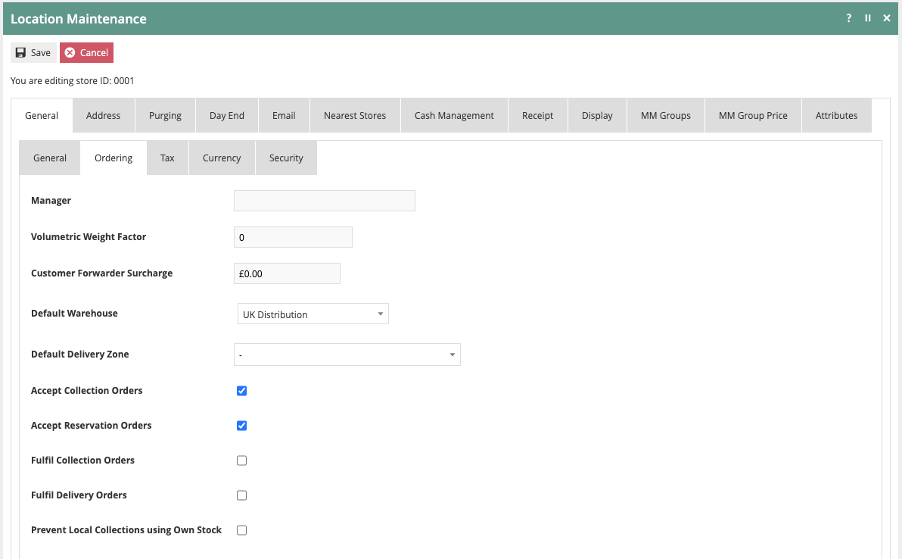 Location Maintenance ? II ×
Save Cancel
You are editing store ID: 0001
General Address Purging Day End Email Nearest Stores Cash Management Receipt Display MM Groups MM Group Price Attributes
General Ordering Tax Currency Security
Manager
Volumetric Weight Factor 0
Customer Forwarder Surcharge £0.00
Default Warehouse UK Distribution
Default Delivery Zone -
Accept Collection Orders
Accept Reservation Orders
Fulfil Collection Orders
Fulfil Delivery Orders
Prevent Local Collections using Own Stock